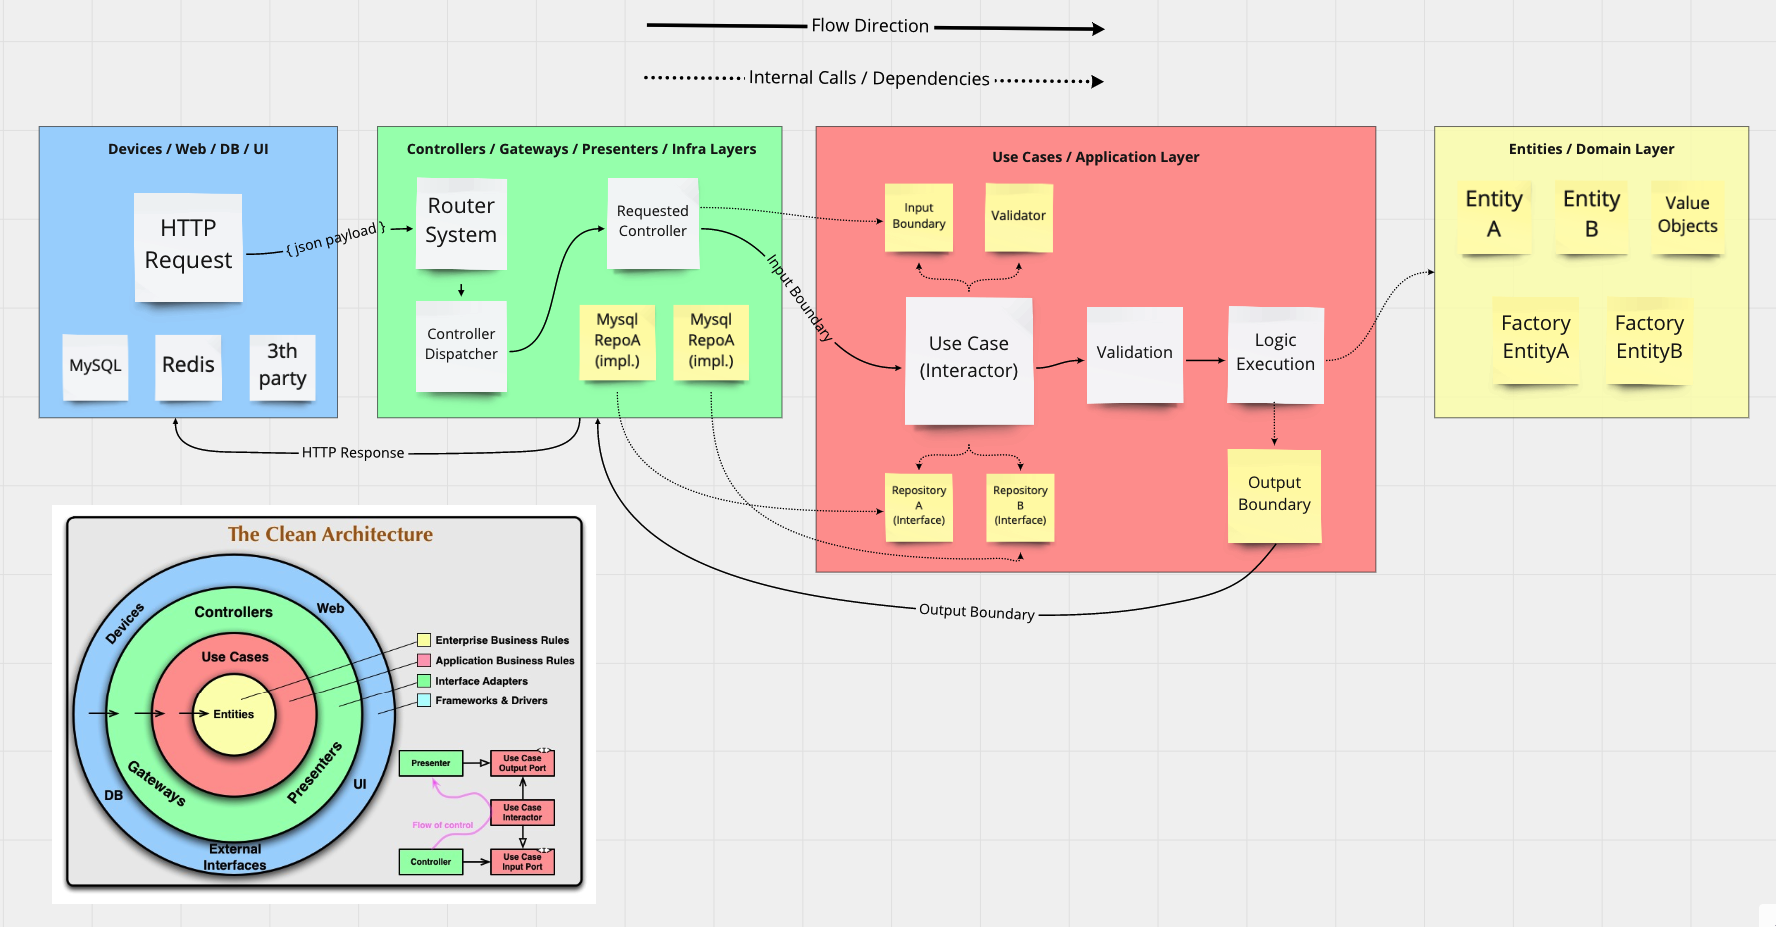 Flow Direction
Internal Calls / Dependencies
Devices / Web / DB / UI
HTTP
Request
MySQL
Redis
3th
party
{ json payload }
Controllers / Gateways / Presenters / Infra Layers
Router
System
Requested
Controller
Controller
Dispatcher
Mysql
RepoA
(impl.)
Mysql
RepoA
(impl.)
Input Boundary
Use Cases / Application Layer
Input
Boundary
Validator
Use Case
(Interactor)
Validation
Logic
Execution
Repository
A
(Interface)
Repository
B
(Interface)
Output
Boundary
Entities / Domain Layer
Entity
A
Entity
B
Value
Objects
Factory
EntityA
Factory
EntityB
HTTP Response
Output Boundary
The Clean Architecture
Devices
Web
Controllers
Use Cases
Entities
Gateways
Presenters
DB
UI
External
Interfaces
Enterprise Business Rules
Application Business Rules
Interface Adapters
Frameworks & Drivers
Presenter
Use Case
Output Port
<I>
Use Case
Interactor
Flow of control
Controller
Use Case
Input Port
<I>